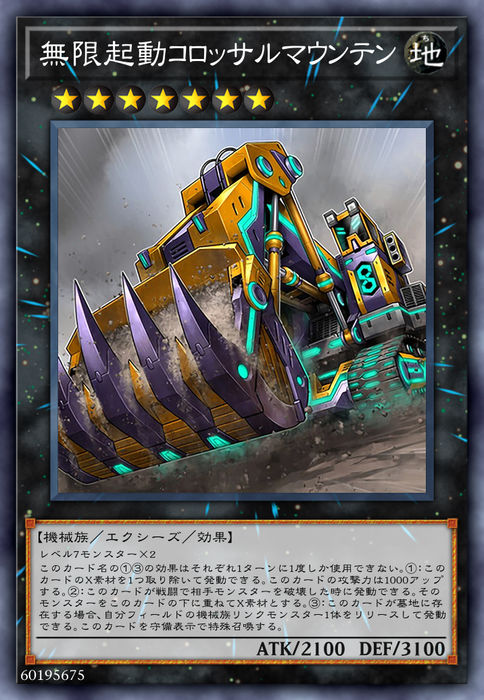 無限起動コロッサルマウンテン 地
ち
8
【機械族／エクシーズ／効果】
レベル7モンスター×2
このカード名の①③の効果はそれぞれ1ターンに1度しか使用できない。①：この
カードのX素材を1つ取り除いて発動できる。このカードの攻撃力は1000アップ
する。②：このカードが戦闘で相手モンスターを破壊した時に発動できる。その
モンスターをこのカードの下に重ねてX素材とする。③：このカードが墓地に存
在する場合、自分フィールドの機械族リンクモンスター1体をリリースして発動
できる。このカードを守備表示で特殊召喚する。
ATK/2100 DEF/3100
60195675